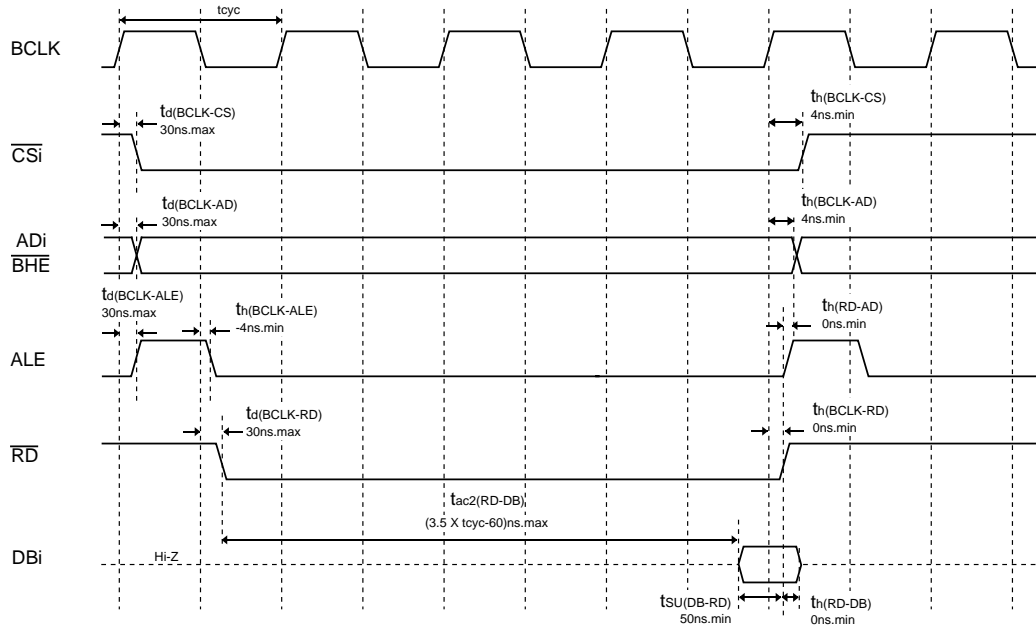 tcyc
BCLK
td(BCLK-CS)
30ns.max
th(BCLK-CS)
4ns.min
CSi
td(BCLK-AD)
30ns.max
th(BCLK-AD)
4ns.min
ADi
BHE
td(BCLK-ALE)
30ns.max
th(BCLK-ALE)
-4ns.min
th(RD-AD)
0ns.min
ALE
td(BCLK-RD)
30ns.max
th(BCLK-RD)
0ns.min
RD
tac2(RD-DB)
(3.5 X tcyc-60)ns.max
DBi
Hi-Z
tSU(DB-RD)
50ns.min
th(RD-DB)
0ns.min